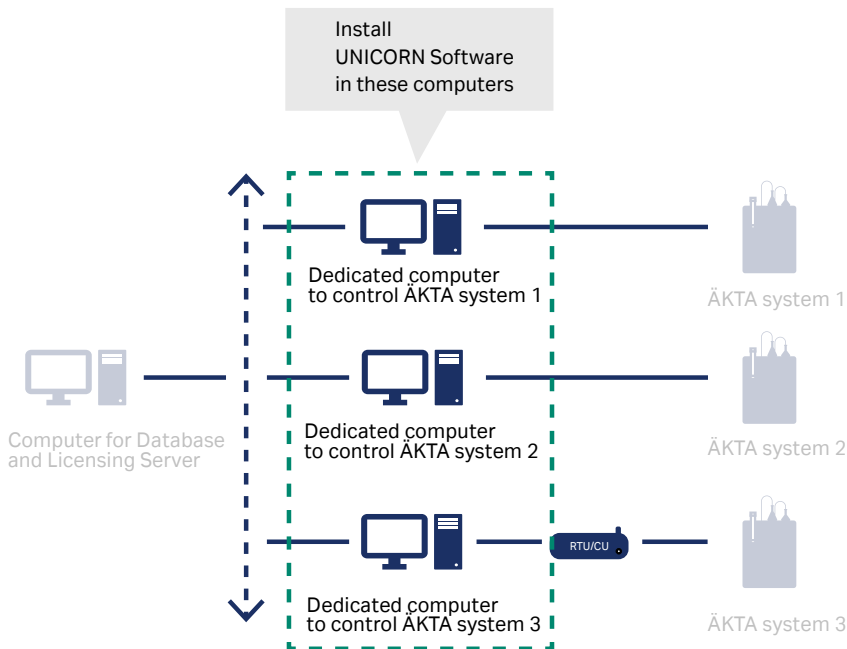 Install
UNICORN Software
in these computers
Dedicated computer
to control ÄKTA system 1
ÄKTA system 1
Computer for Database
and Licensing Server
Dedicated computer
to control ÄKTA system 2
ÄKTA system 2
RTU/CU
Dedicated computer
to control ÄKTA system 3
ÄKTA system 3